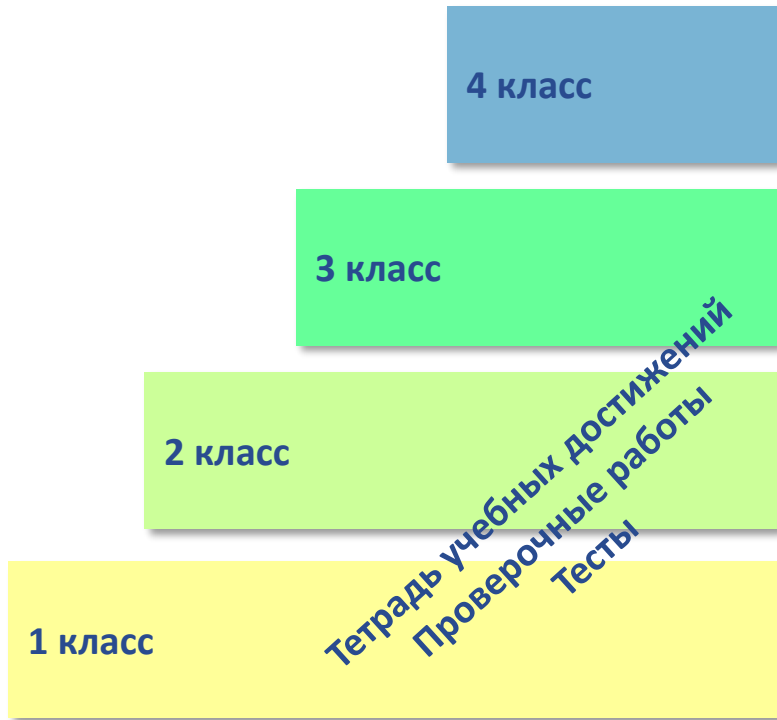 4 класс
3 класс
2 класс
1 класс
Тетрадь учебных достижений
Проверочные работы
Тесты